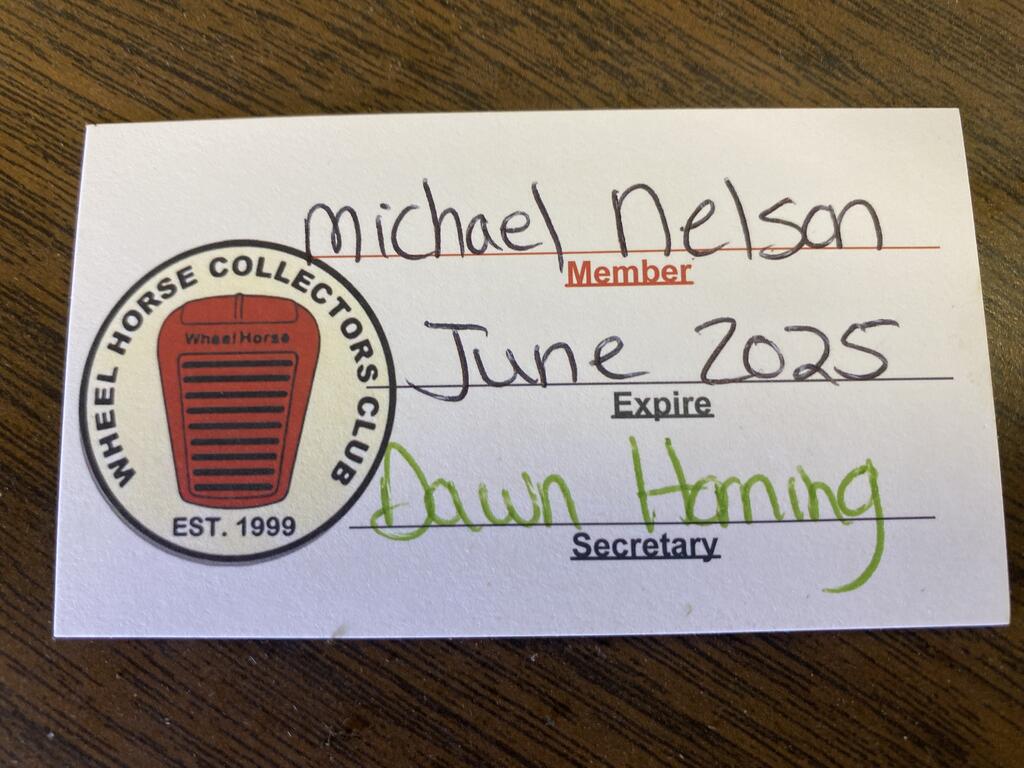 michael nelson
Member
June 2025
Expire
Dawn Horning
Secretary
WHEEL HORSE COLLECTORS CLUB
Wheel Horse
EST. 1999